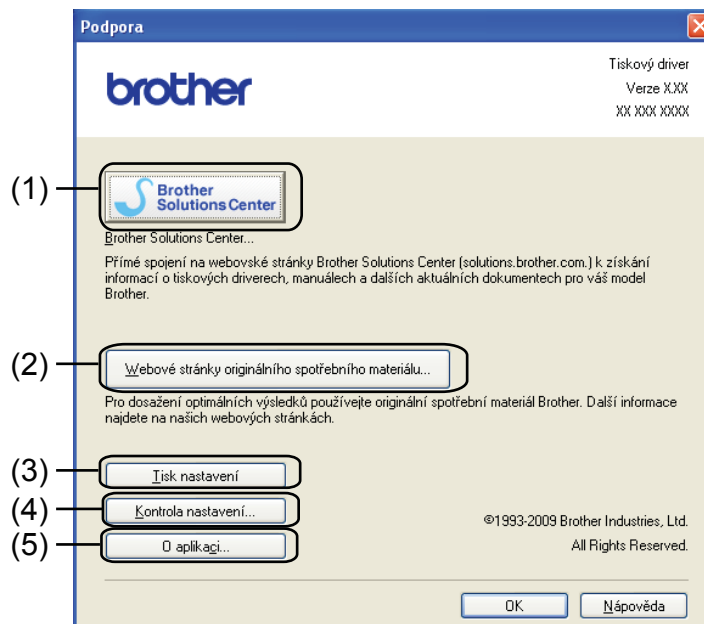 Podpora
brother
Tiskový driver
Verze X.XX
XX XXX XXXX
(1)
Brother
Solutions Center
Brother Solutions Center...
Přímé spojení na webovské stránky Brother Solutions Center (solutions.brother.com.) k získání
informací o tiskových driverech, manuálech a dalších aktuálních dokumentech pro váš model
Brother.
(2)
Webové stránky originálního spotřebního materiálu...
Pro dosažení optimálních výsledků používejte originální spotřební materiál Brother. Další informace
najdete na našich webových stránkách.
(3)
Tisk nastavení
(4)
Kontrola nastavení...
(5)
O aplikaci...
©1993-2009 Brother Industries, Ltd.
All Rights Reserved.
OK
Nápověda